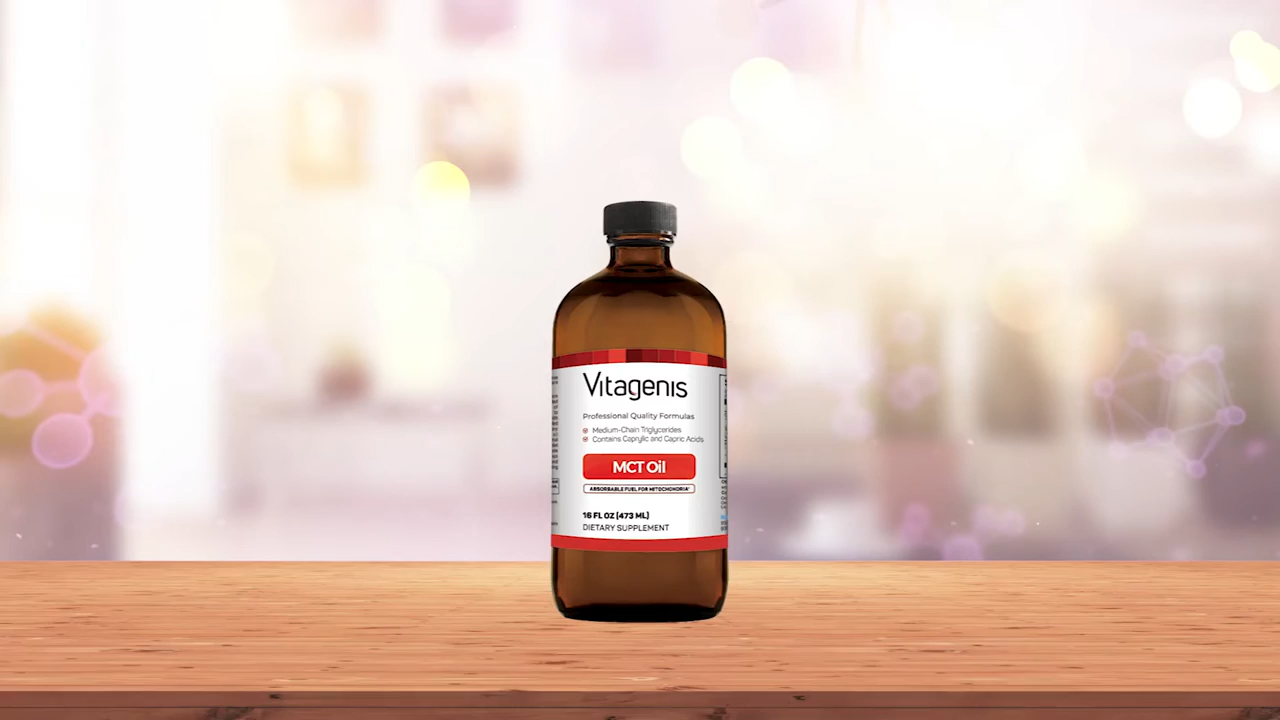 Vitagenis
Professional Quality Formulas
Medium-Chain Triglycerides
Contains Caprylic and Capric Acids
MCT Oil
ABSORBABLE FUEL FOR MITOCHONDRIA*
16 FL OZ (473 ML)
DIETARY SUPPLEMENT